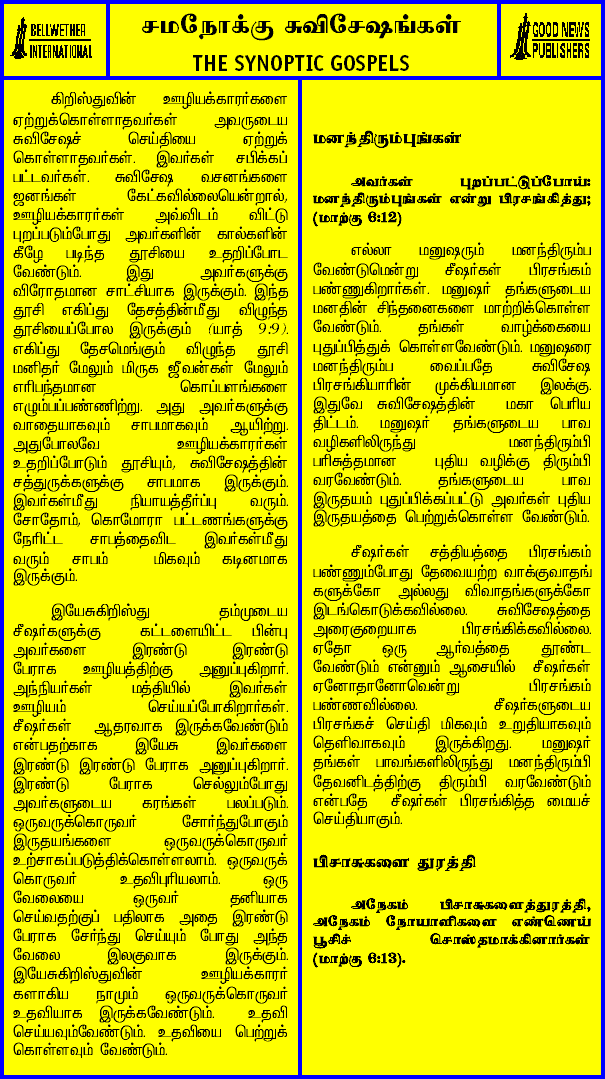 BELLWETHER
INTERNATIONAL
சமநோக்கு சுவிசேஷங்கள்
THE SYNOPTIC GOSPELS
GOOD NEWS
PUBLISHERS
கிறிஸ்துவின் ஊழியக்காரர்களை
ஏற்றுக்கொள்ளாதவர்கள் அவருடைய
சுவிசேஷச் செய்தியை ஏற்றுக்
கொள்ளாதவர்கள். இவர்கள் சபிக்கப்
பட்டவர்கள். சுவிசேஷ வசனங்களை
ஜனங்கள் கேட்கவில்லையென்றால்,
ஊழியக்காரர்கள் அவ்விடம் விட்டு
புறப்படும்போது அவர்களின் கால்களின்
கீழே படிந்த தூசியை உதறிப்போட
வேண்டும். இது அவர்களுக்கு
விரோதமான சாட்சியாக இருக்கும். இந்த
தூசி எகிப்து தேசத்தின்மீது விழுந்த
தூசியைப்போல இருக்கும் (யாத் 9:9).
எகிப்து தேசமெங்கும் விழுந்த தூசி
மனிதர் மேலும் மிருக ஜீவன்கள் மேலும்
எரிபந்தமான கொப்பளங்களை
எழும்பப்பண்ணிற்று. அது அவர்களுக்கு
வாதையாகவும் சாபமாகவும் ஆயிற்று.
அதுபோலவே ஊழியக்காரர்கள்
உதறிப்போடும் தூசியும், சுவிசேஷத்தின்
சத்துருக்களுக்கு சாபமாக இருக்கும்.
இவர்கள்மீது நியாயத்தீர்ப்பு வரும்.
சோதோம், கொமோரா பட்டணங்களுக்கு
நேரிட்ட சாபத்தைவிட இவர்கள்மீது
வரும் சாபம் மிகவும் கடினமாக
இருக்கும்.
இயேசுகிறிஸ்து தம்முடைய
சீஷர்களுக்கு கட்டளையிட்ட பின்பு
அவர்களை இரண்டு இரண்டு
பேராக ஊழியத்திற்கு அனுப்புகிறார்.
அந்நியர்கள் மத்தியில் இவர்கள்
ஊழியம் செய்யப்போகிறார்கள்.
சீஷர்கள் ஆதரவாக இருக்கவேண்டும்
என்பதற்காக இயேசு இவர்களை
இரண்டு இரண்டு பேராக அனுப்புகிறார்.
இரண்டு பேராக செல்லும்போது
அவர்களுடைய கரங்கள் பலப்படும்.
ஒருவருக்கொருவர் சோர்ந்துபோகும்
இருதயங்களை ஒருவருக்கொருவர்
உற்சாகப்படுத்திக்கொள்ளலாம். ஒருவருக்
கொருவர் உதவிபுரியலாம். ஒரு
வேலையை ஒருவர் தனியாக
செய்வதற்குப் பதிலாக அதை இரண்டு
பேராக சேர்ந்து செய்யும் போது அந்த
வேலை இலகுவாக இருக்கும்.
இயேசுகிறிஸ்துவின் ஊழியக்காரர்
களாகிய நாமும் ஒருவருக்கொருவர்
உதவியாக இருக்கவேண்டும். உதவி
செய்யவும்வேண்டும். உதவியை பெற்றுக்
கொள்ளவும் வேண்டும்.
மனந்திரும்புங்கள்
அவர்கள் புறப்பட்டுப்போய்:
மனந்திரும்புங்கள் என்று பிரசங்கித்து;
(மாற்கு 6:12)
எல்லா மனுஷரும் மனந்திரும்ப
வேண்டுமென்று சீஷர்கள் பிரசங்கம்
பண்ணுகிறார்கள். மனுஷர் தங்களுடைய
மனதின் சிந்தனைகளை மாற்றிக்கொள்ள
வேண்டும். தங்கள் வாழ்க்கையை
புதுப்பித்துக் கொள்ளவேண்டும். மனுஷரை
மனந்திரும்ப வைப்பதே சுவிசேஷ
பிரசங்கியாரின் முக்கியமான இலக்கு.
இதுவே சுவிசேஷத்தின் மகா பெரிய
திட்டம். மனுஷர் தங்களுடைய பாவ
வழிகளிலிருந்து மனந்திரும்பி
பரிசுத்தமான புதிய வழிக்கு திரும்பி
வரவேண்டும். தங்களுடைய பாவ
இருதயம் புதுப்பிக்கப்பட்டு அவர்கள் புதிய
இருதயத்தை பெற்றுக்கொள்ள வேண்டும்.
சீஷர்கள் சத்தியத்தை பிரசங்கம்
பண்ணும்போது தேவையற்ற வாக்குவாதங்
களுக்கோ அல்லது விவாதங்களுக்கோ
இடங்கொடுக்கவில்லை. சுவிசேஷத்தை
அரைகுறையாக பிரசங்கிக்கவில்லை.
ஏதோ ஒரு ஆர்வத்தை தூண்ட
வேண்டும் என்னும் ஆசையில் சீஷர்கள்
ஏனோதானோவென்று பிரசங்கம்
பண்ணவில்லை. சீஷர்களுடைய
பிரசங்கச் செய்தி மிகவும் உறுதியாகவும்
தெளிவாகவும் இருக்கிறது. மனுஷர்
தங்கள் பாவங்களிலிருந்து மனந்திரும்பி
தேவனிடத்திற்கு திரும்பி வரவேண்டும்
என்பதே சீஷர்கள் பிரசங்கித்த மையச்
செய்தியாகும்.
பிசாசுகளை துரத்தி
அநேகம் பிசாசுகளைத்துரத்தி,
அநேகம் நோயாளிகளை எண்ணெய்
பூசிச் சொஸ்தமாக்கினார்கள்
(மாற்கு 6:13).